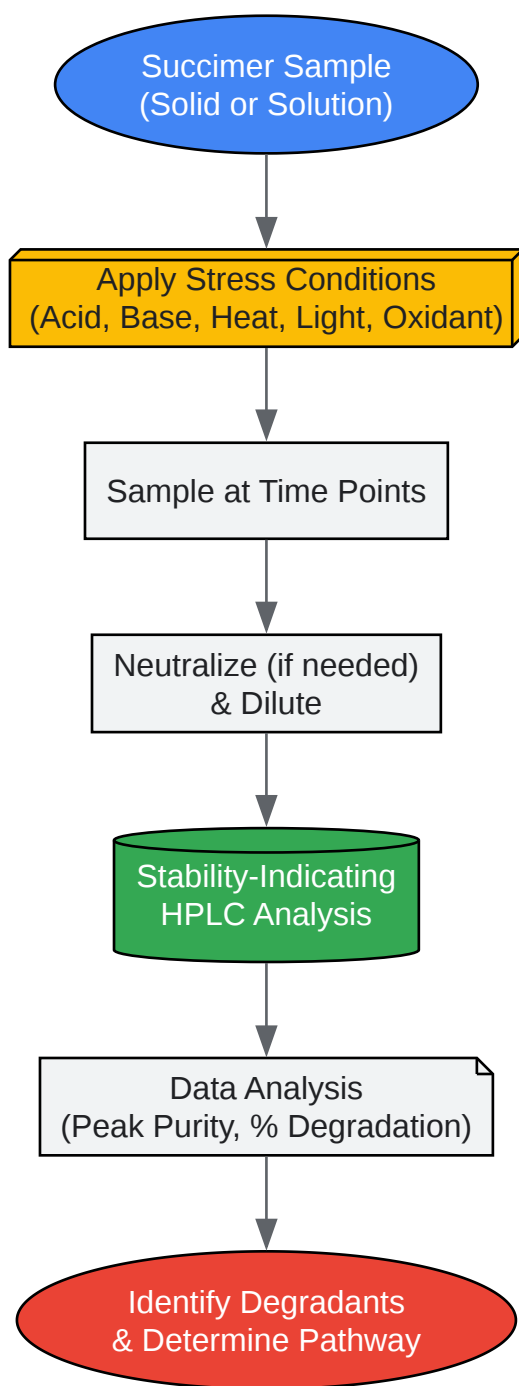 Succimer Sample
(Solid or Solution)
Apply Stress Conditions
(Acid, Base, Heat, Light, Oxidant)
Sample at Time Points
Neutralize (if needed)
& Dilute
Stability-Indicating
HPLC Analysis
Data Analysis
(Peak Purity, % Degradation)
Identify Degradants
& Determine Pathway